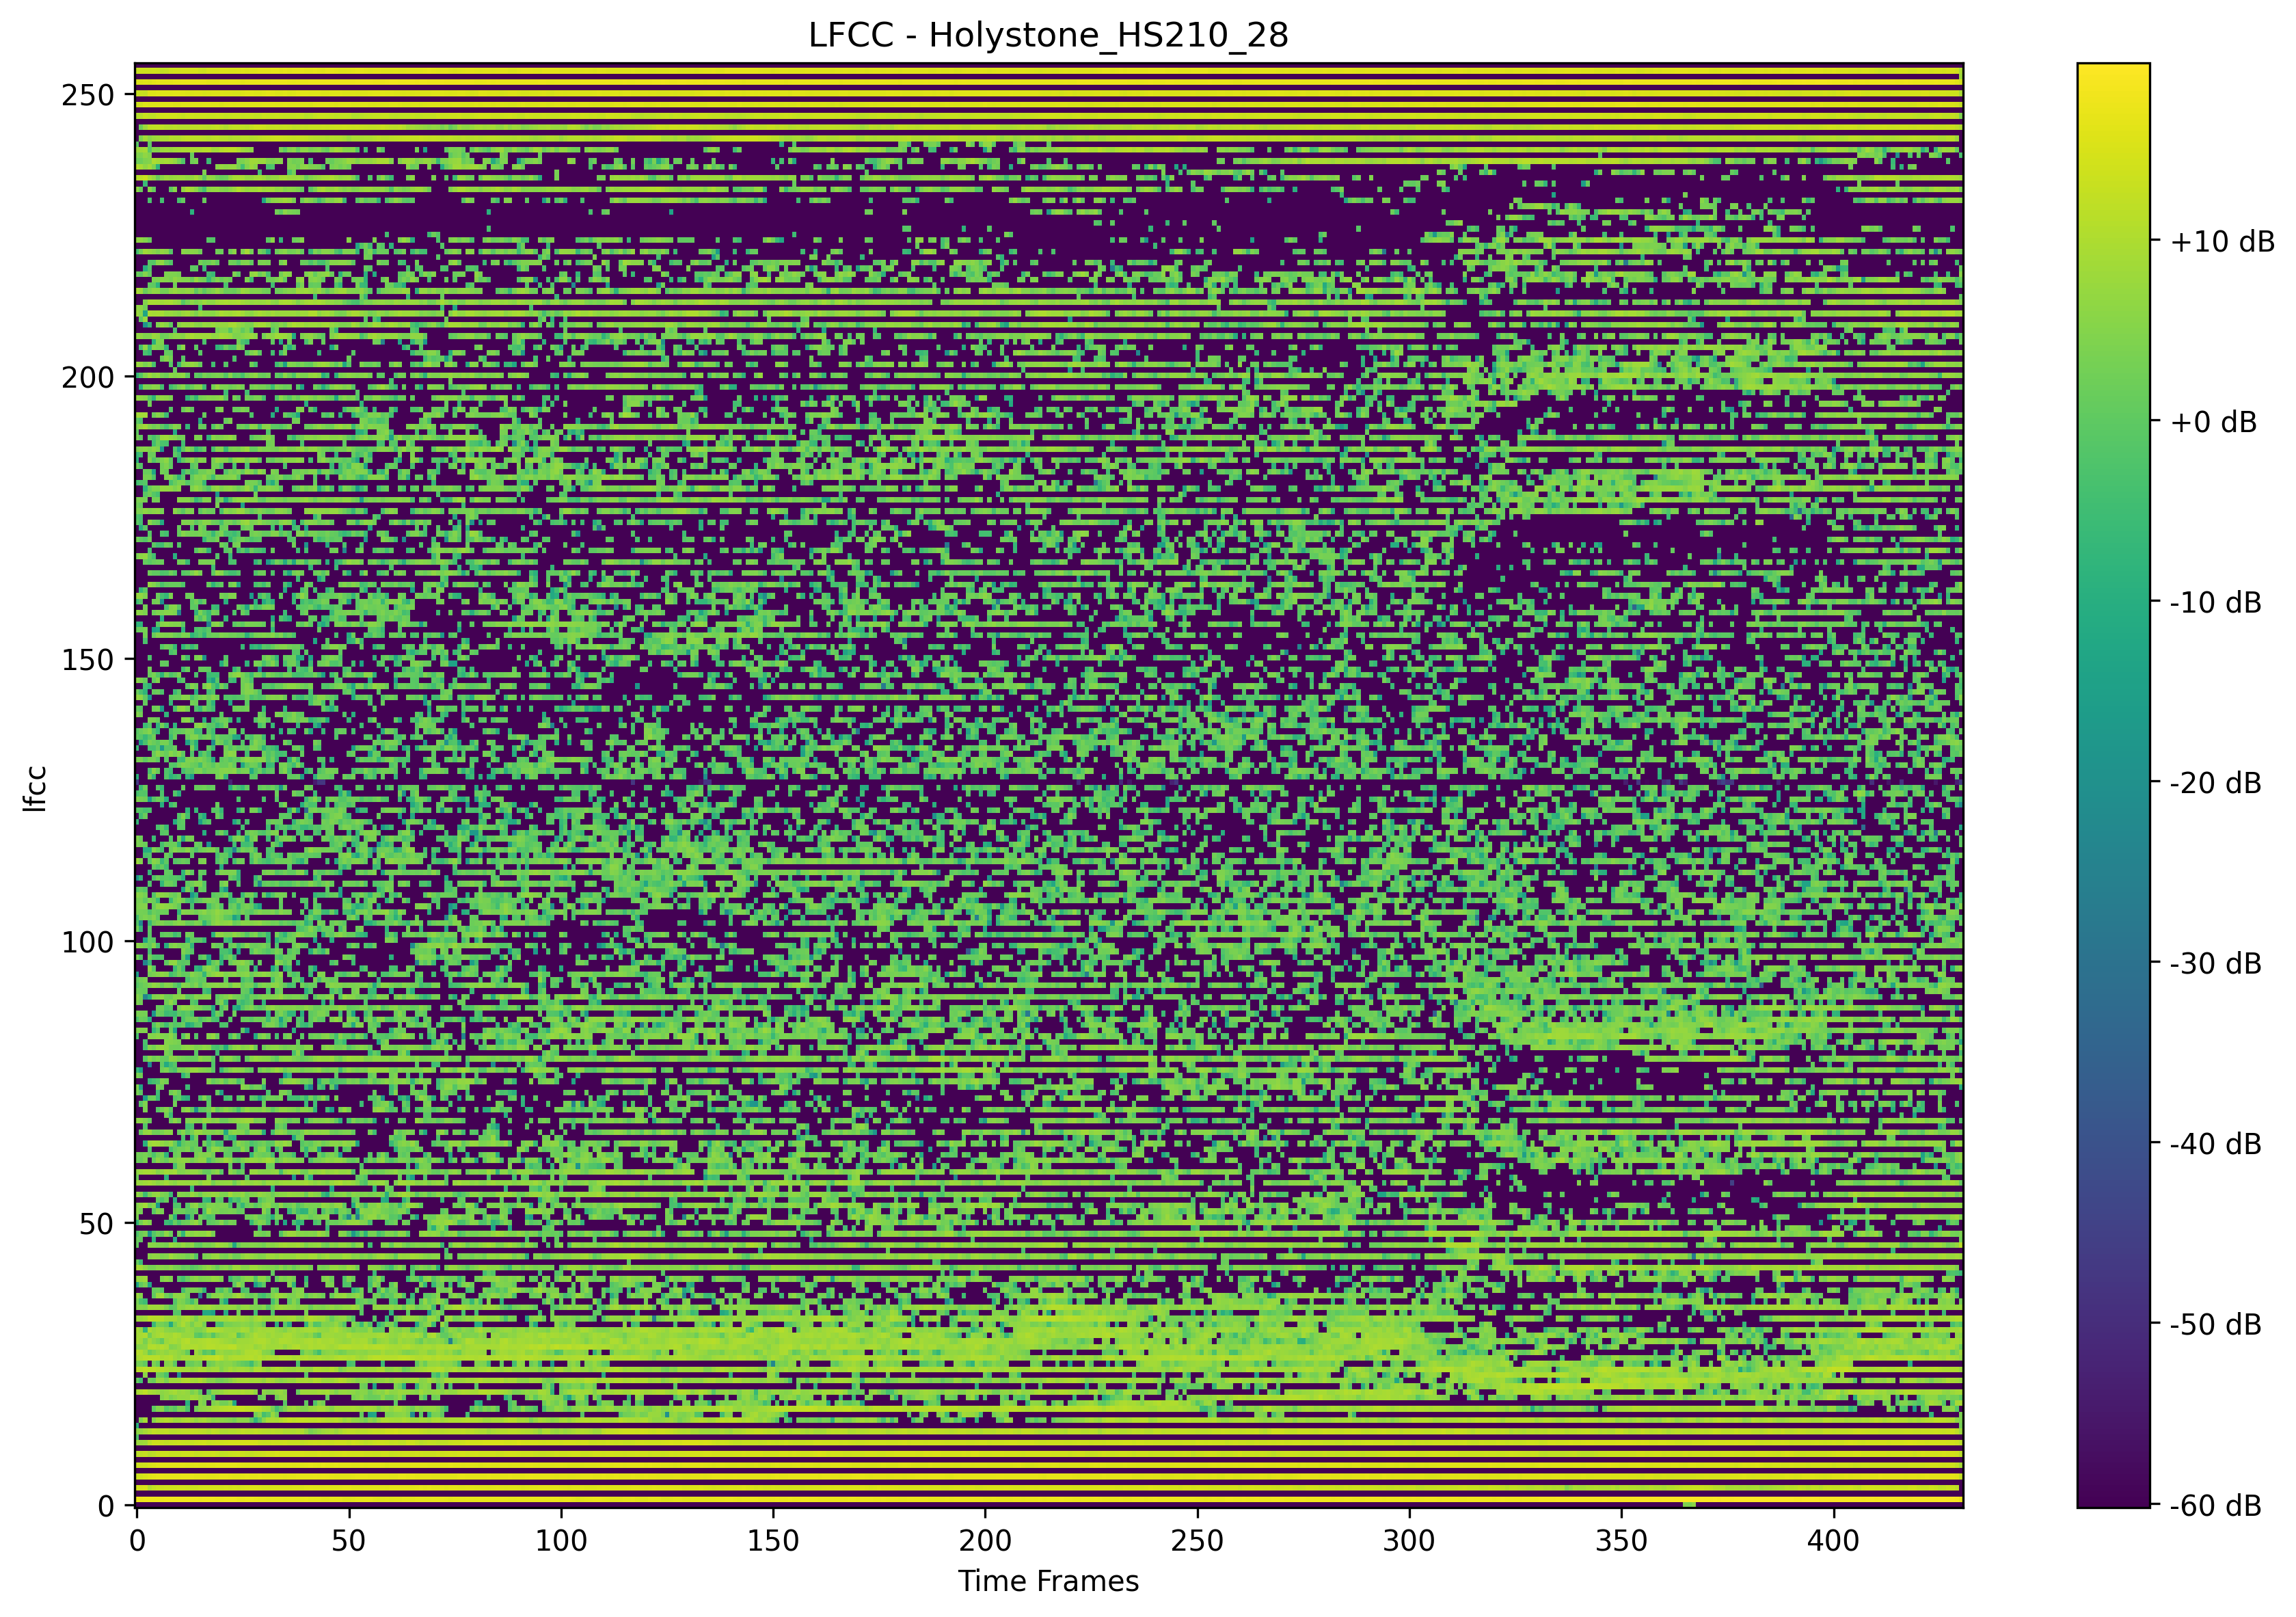 LFCC - Holystone_HS210_28
250
200
150
100
50
0
lfcc
0 50 100 150 200 250 300 350 400
Time Frames
+10 dB
+0 dB
-10 dB
-20 dB
-30 dB
-40 dB
-50 dB
-60 dB